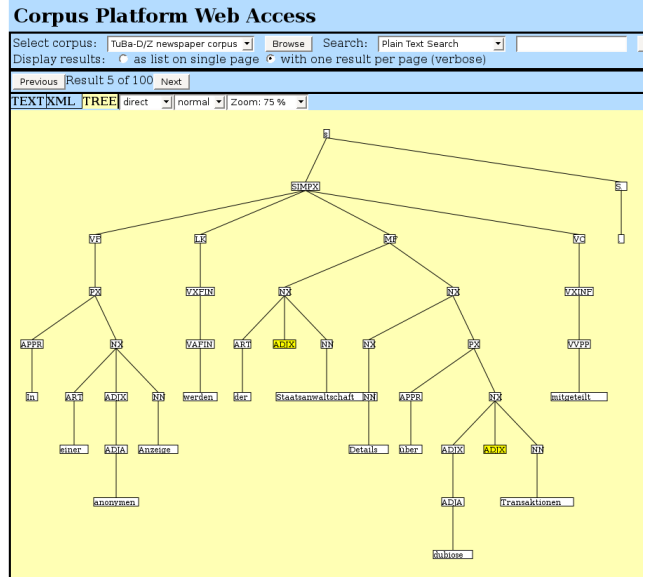 Corpus Platform Web Access
Select corpus: TuBa-D/Z newspaper corpus Browse Search: Plain Text Search
Display results: as list on single page with one result per page (verbose)
Previous Result 5 of 100 Next
TEXT XML TREE direct normal Zoom: 75 %
s
SIMPX S.
VF LK MF VC .
PX VXFIN NX NX VXINF
APPR NX VAFIN ART ADJX NN NX PX VVPP
In ART ADJX NN werden der Staatsanwaltschaft NN APPR NX mitgeteilt
einer ADJA Anzeige Details über ADJX ADJX NN
anonymen ADJA Transaktionen
dubiose